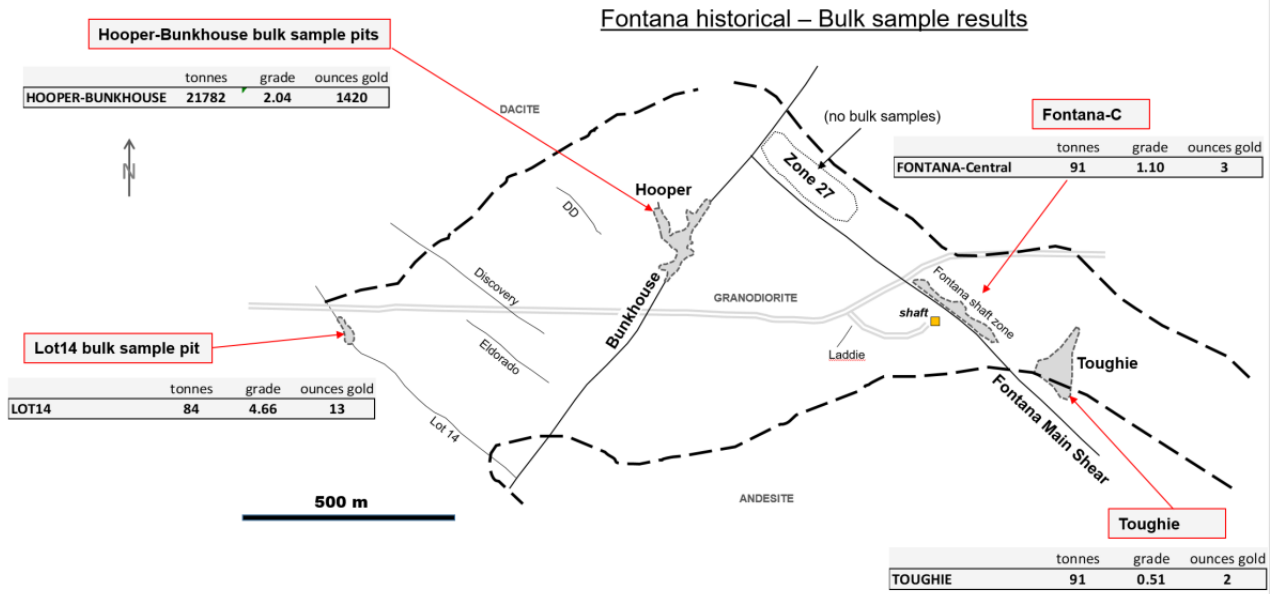 Fontana historical – Bulk sample results
Hooper-Bunkhouse bulk sample pits
tonnes grade ounces gold
HOOPER-BUNKHOUSE 21782 2.04 1420
N
DACITE
(no bulk samples)
Zone 27
Fontana-C
tonnes grade ounces gold
FONTANA-Central 91 1.10 3
Hooper
DD
Discovery
Bunkhouse
GRANODIORITE
Fontana shaft zone
shaft
Laddie
Eldorado
Lot14 bulk sample pit
tonnes grade ounces gold
LOT14 84 4.66 13
Lot 14
Toughie
Fontana Main Shear
500 m
ANDESITE
Toughie
tonnes grade ounces gold
TOUGHIE 91 0.51 2